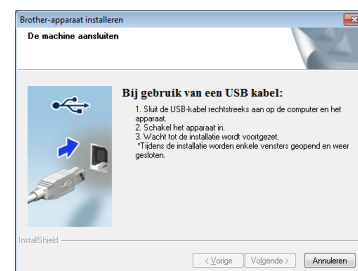 Brother-apparaat installeren
De machine aansluiten
Bij gebruik van een USB kabel:
1. Sluit de USB-kabel rechtstreeks aan op de computer en het
apparaat.
2. Schakel het apparaat in.
3. Wacht tot de installatie wordt voortgezet.
*Tijdens de installatie worden enkele vensters geopend en weer
gesloten.
InstallShield
< Vorige
Volgende >
Annuleren